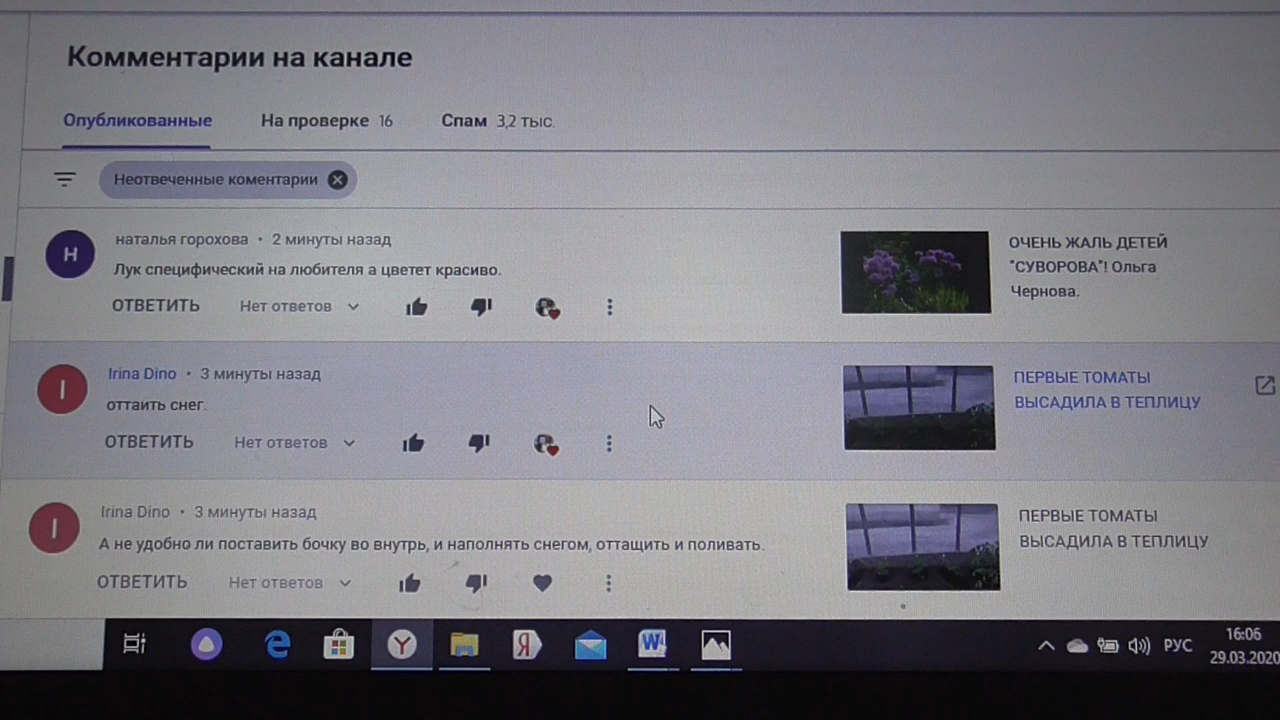 Комментарии на канале
Опубликованные На проверке 16 Спам 3,2 тыс.
Неотвеченные коментарии
Н
наталья горохова • 2 минуты назад
Лук специфический на любителя а цветет красиво.
ОТВЕТИТЬ Нет ответов
ОЧЕНЬ ЖАЛЬ ДЕТЕЙ
"СУВОРОВА"! Ольга
Чернова.
I
Irina Dino • 3 минуты назад
оттаить снег
ОТВЕТИТЬ Нет ответов
ПЕРВЫЕ ТОМАТЫ
ВЫСАДИЛА В ТЕПЛИЦУ
I
Irina Dino • 3 минуты назад
А не удобно ли поставить бочку во внутрь, и наполнять снегом, оттащить и поливать.
ОТВЕТИТЬ Нет ответов
ПЕРВЫЕ ТОМАТЫ
ВЫСАДИЛА В ТЕПЛИЦУ
Y Я W РУС
16:06
29.03.2020